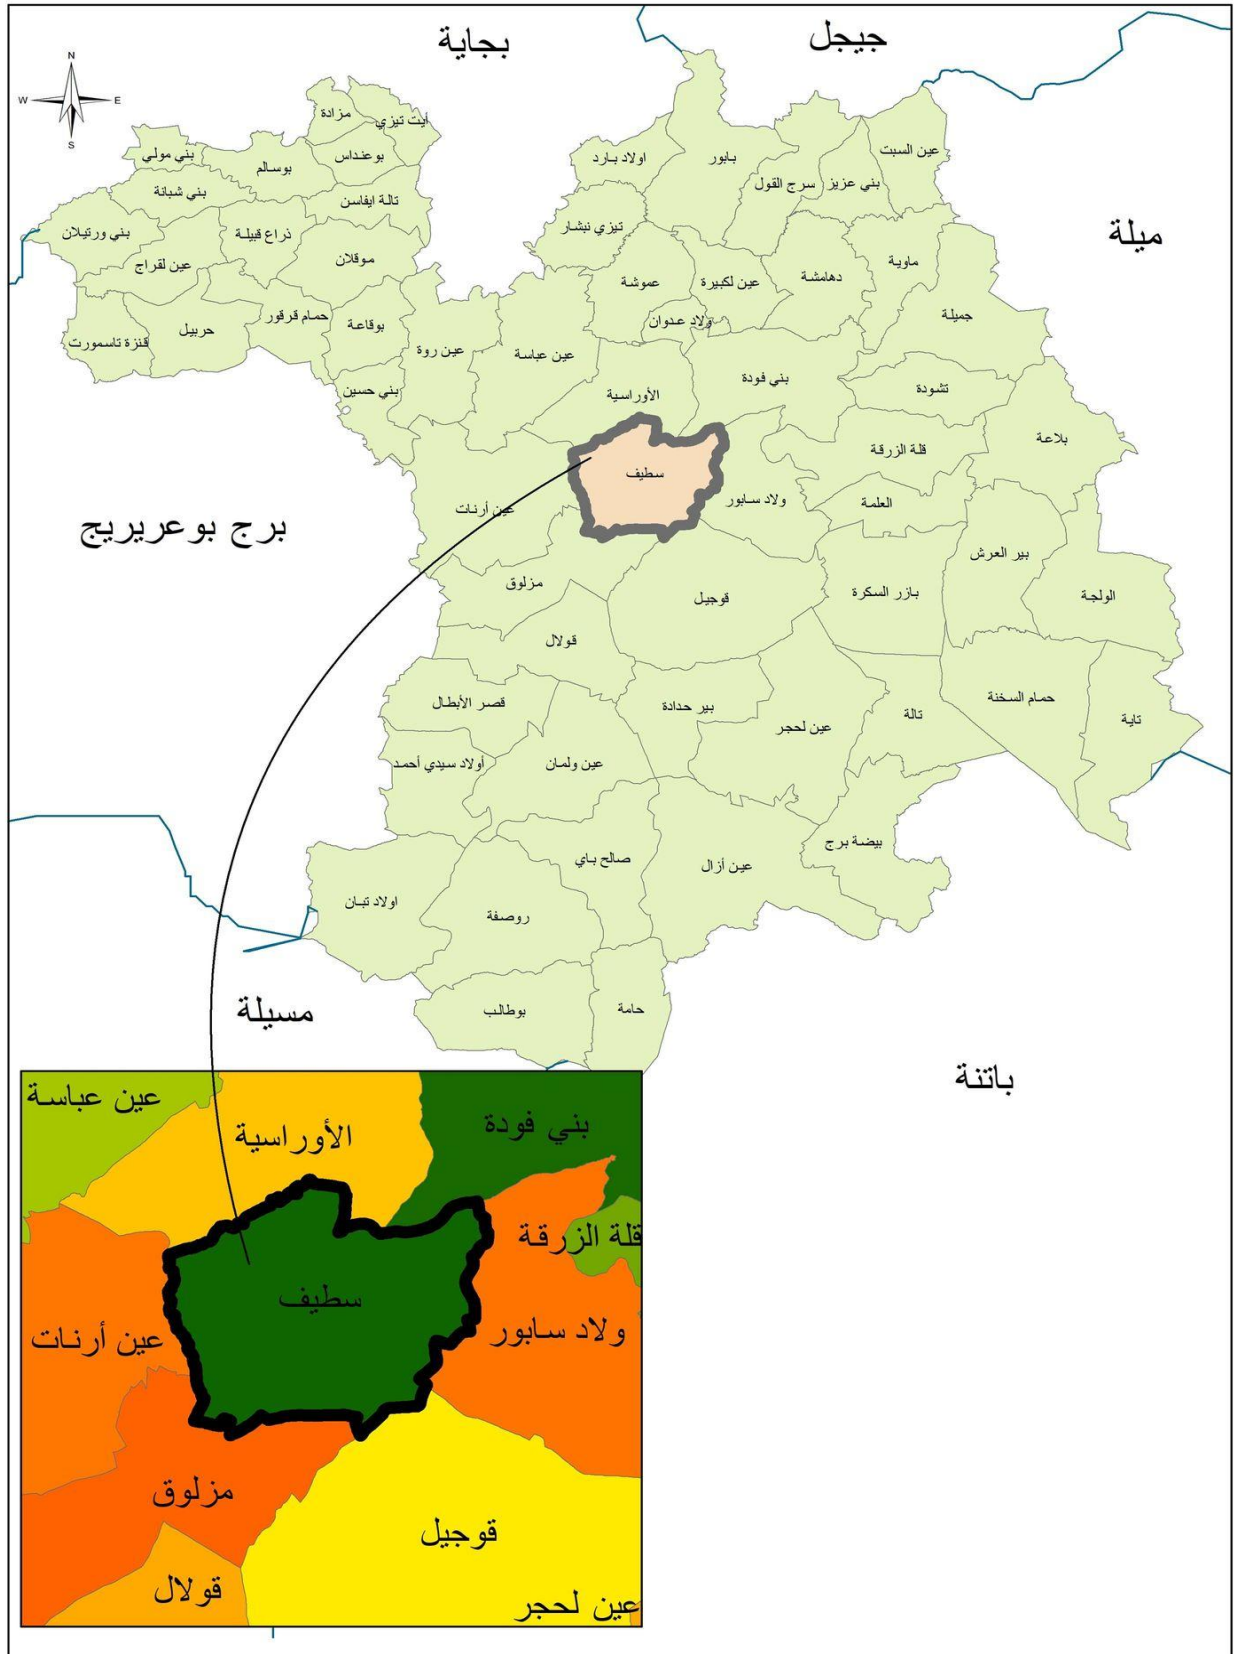 جيجل
بجاية
N
W
E
S
مزادة
أيت تيزي
بني مولي
بوسالم
بوعنداس
اولاد بارد
بابور
عين السبت
سرج القول
بني عزيز
بني شبانة
تالة ايفاسن
بني ورتيلان
ذراع قبيلة
تيزي نبشار
ميلة
عين لقراج
موقلان
عموشة
عين لكبيرة
دهامشة
ماوية
حمام قرقور
بوقاعة
ولاد عدوان
جميلة
قنزة تاسمورت
حربيل
عين روة
عين عباسة
بني حسين
الأوراسية
بني فودة
تشودة
بلاعة
سطيف
قلة الزرقة
عين أرنات
ولاد سابور
العلمة
برج بوعريريج
بير العرش
مزلوق
قوجيل
بازر السكرة
الولجة
قولال
قصر الأبطال
بير حدادة
عين لحجر
تالة
حمام السخنة
تاية
أولاد سيدي أحمد
عين ولمان
صالح باي
عين أزال
بيضة برج
اولاد تبان
روصفة
مسيلة
بوطالب
حامة
باتنة
عين عباسة
الأوراسية
بني فودة
قلة الزرقة
سطيف
عين أرنات
ولاد سابور
مزلوق
قوجيل
قولال
عين لحجر